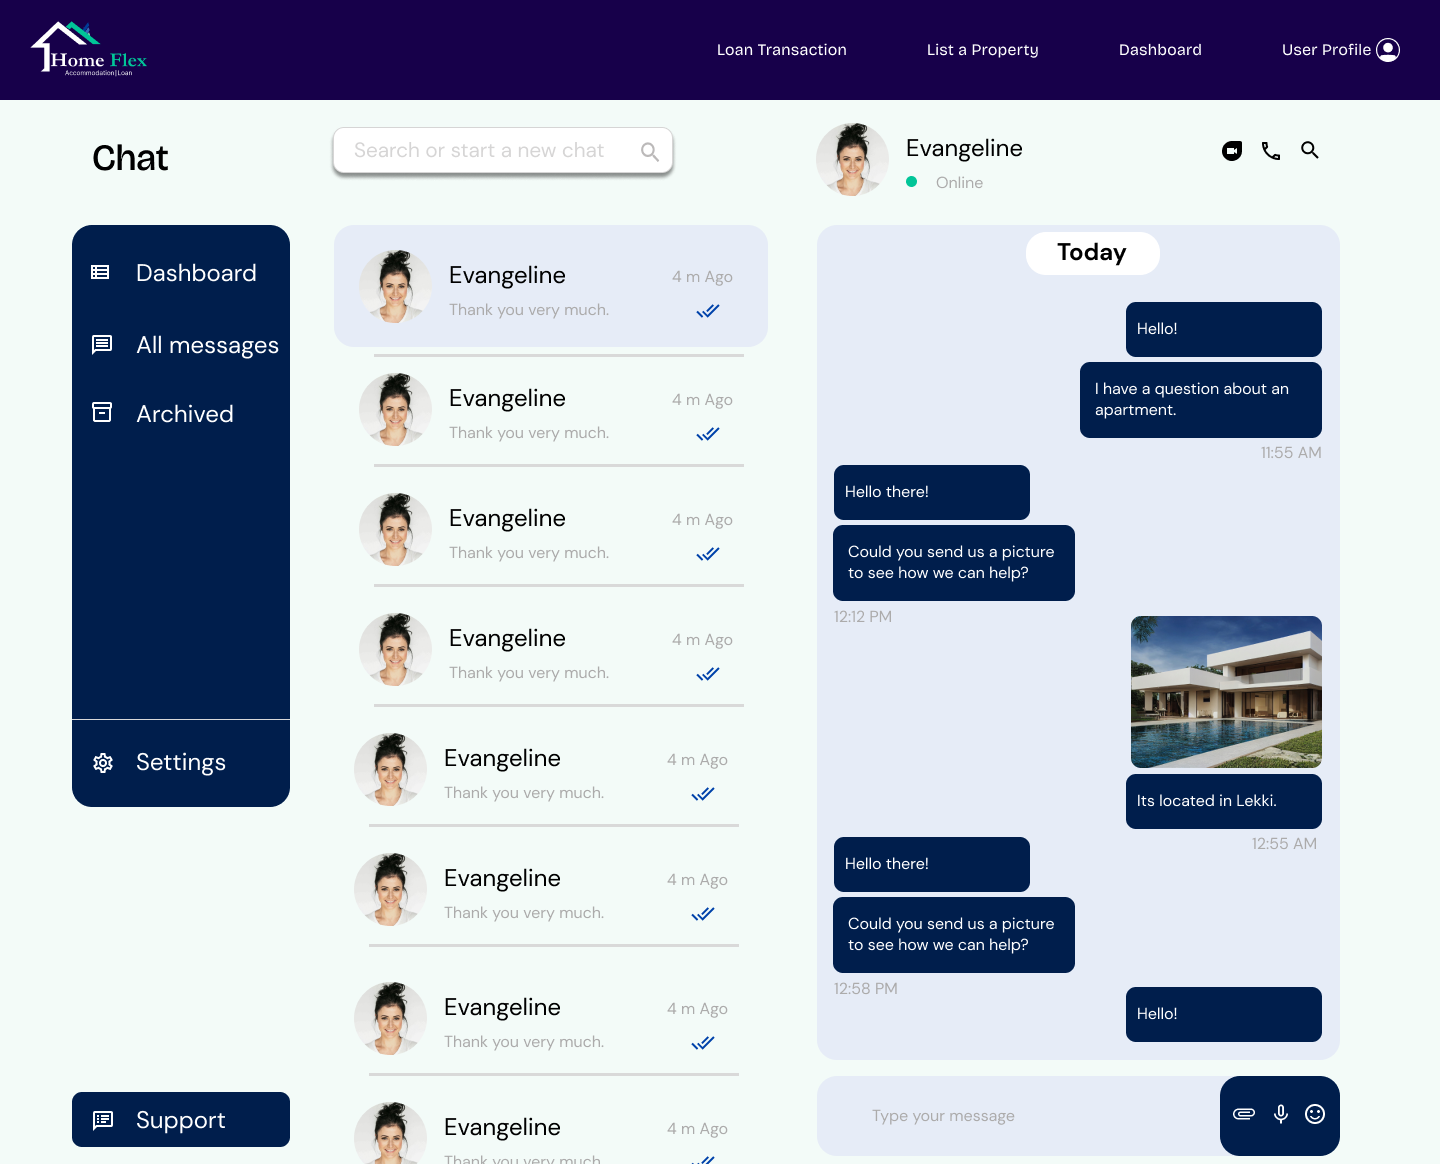 Home Flex
Accommodation|Loan
Loan Transaction
List a Property
Dashboard
User Profile
Chat
Search or start a new chat
Evangeline
Online
Dashboard
All messages
Archived
Settings
Support
Evangeline
4 m Ago
Thank you very much.
Evangeline
4 m Ago
Thank you very much.
Evangeline
4 m Ago
Thank you very much.
Evangeline
4 m Ago
Thank you very much.
Evangeline
4 m Ago
Thank you very much.
Evangeline
4 m Ago
Thank you very much.
Evangeline
4 m Ago
Thank you very much.
Evangeline
4 m Ago
Thank you very much.
Today
Hello!
I have a question about an
apartment.
11:55 AM
Hello there!
Could you send us a picture
to see how we can help?
12:12 PM
Its located in Lekki.
12:55 AM
Hello there!
Could you send us a picture
to see how we can help?
12:58 PM
Hello!
Type your message